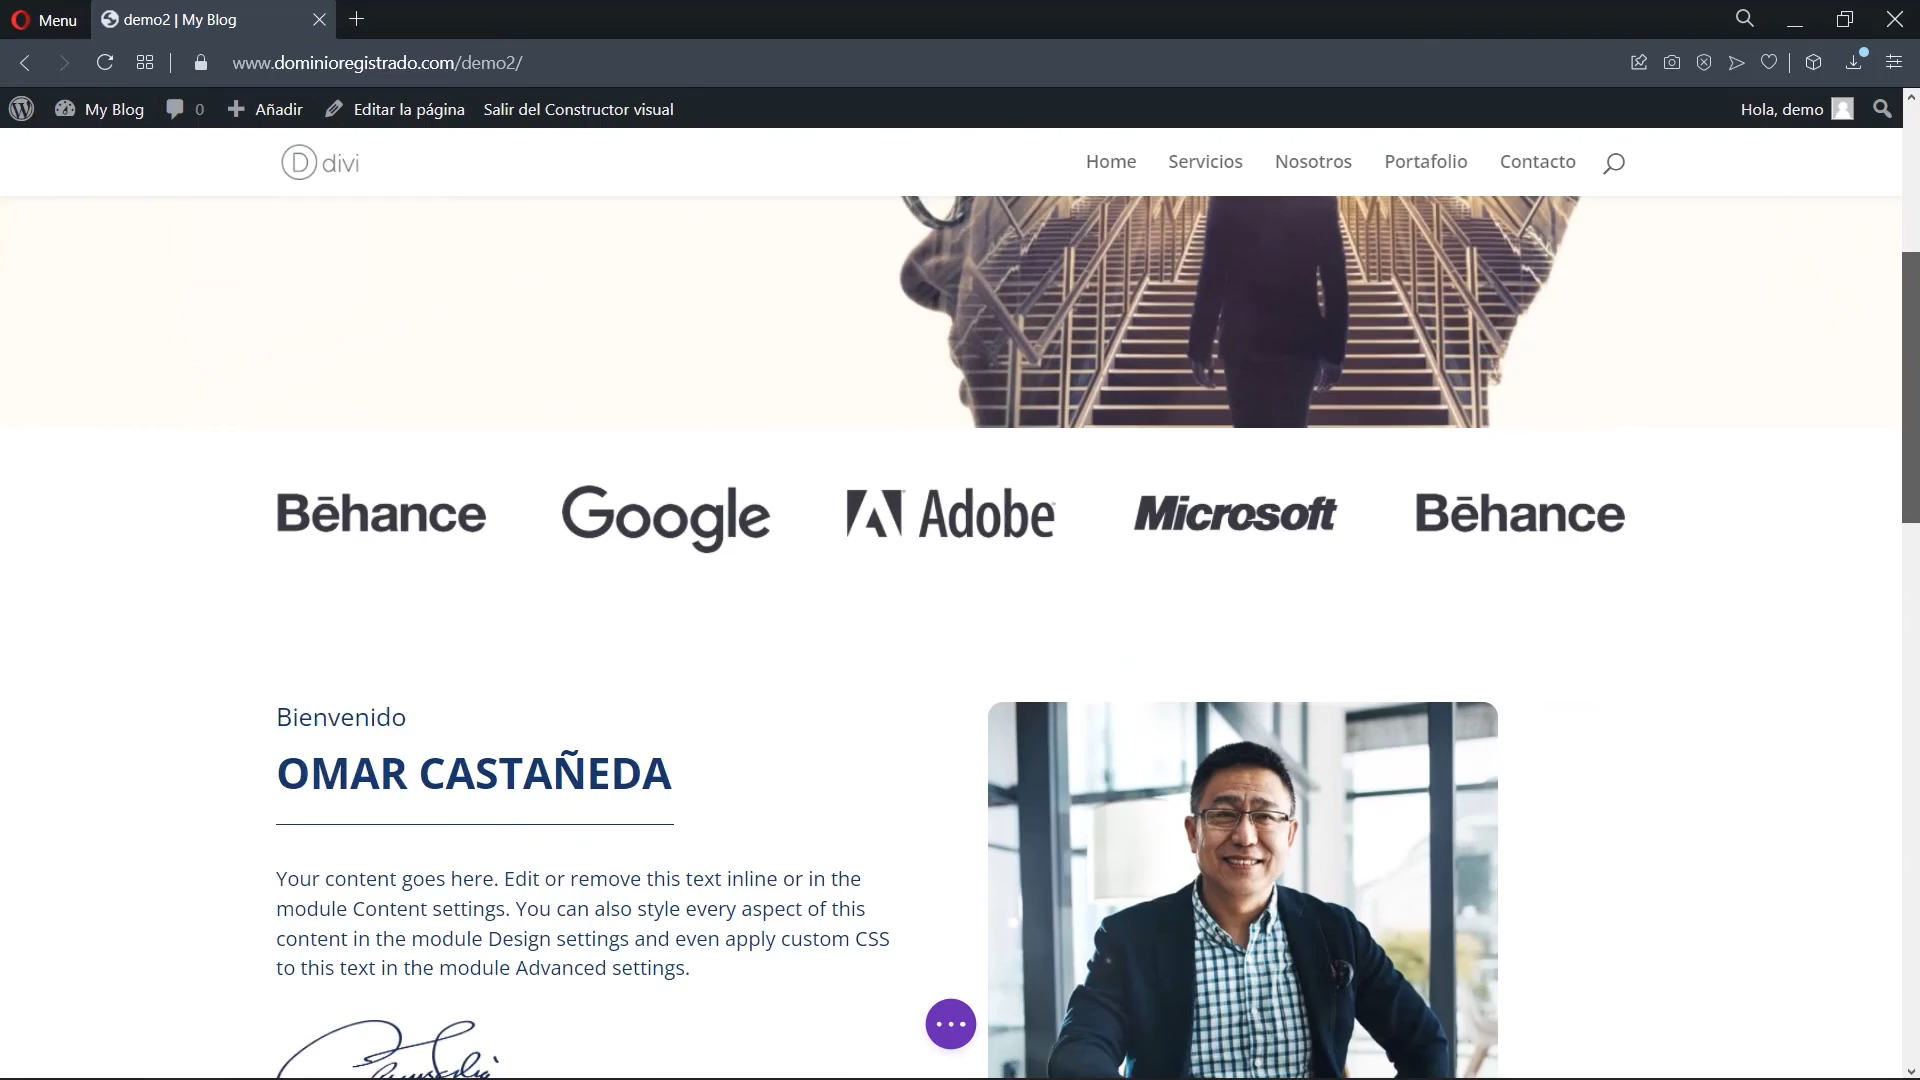 Menu
demo2 | My Blog
www.dominioregistrado.com/demo2/
My Blog 0 Añadir Editar la página Salir del Constructor visual
Hola, demo
D divi
Home Servicios Nosotros Portafolio Contacto
Bēhance Google Adobe Microsoft Bēhance
Bienvenido
OMAR CASTAÑEDA
Your content goes here. Edit or remove this text inline or in the
module Content settings. You can also style every aspect of this
content in the module Design settings and even apply custom CSS
to this text in the module Advanced settings.